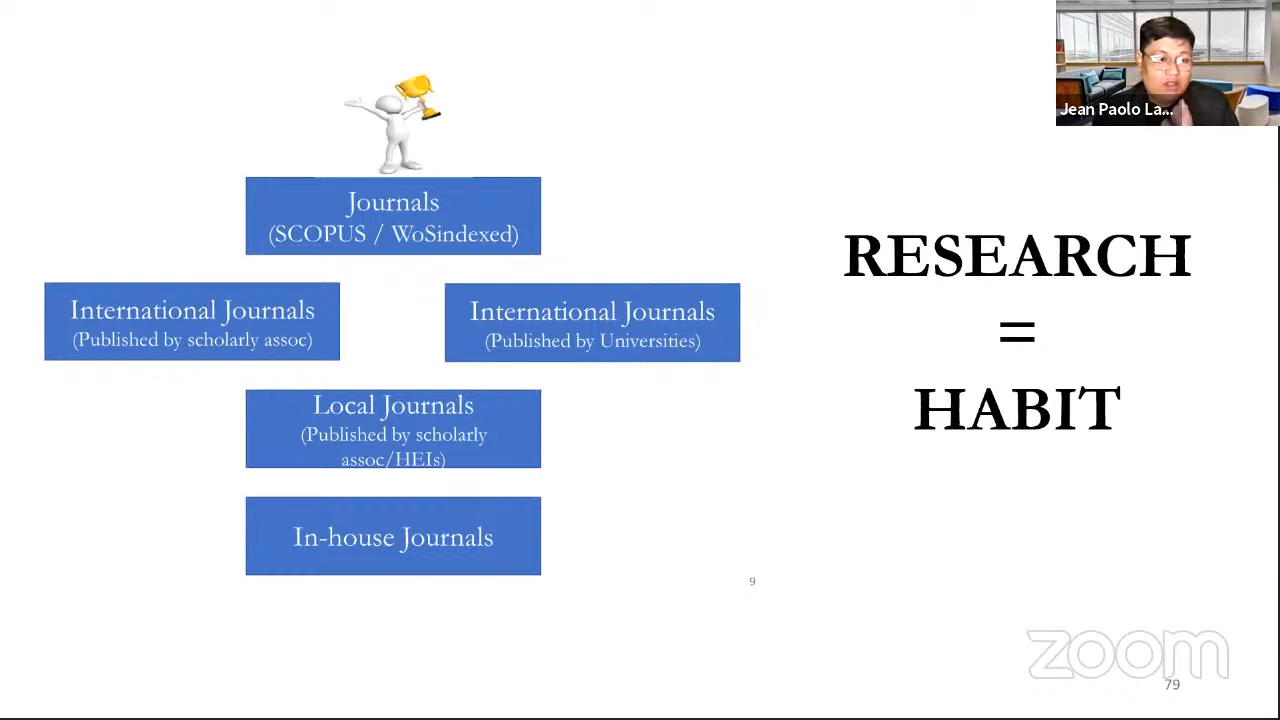 Jean Paolo La...
Journals
(SCOPUS / WoSindexed)
International Journals
(Published by scholarly assoc)
International Journals
(Published by Universities)
Local Journals
(Published by scholarly
assoc/HEIs)
In-house Journals
9
RESEARCH
=
HABIT
zoom
79